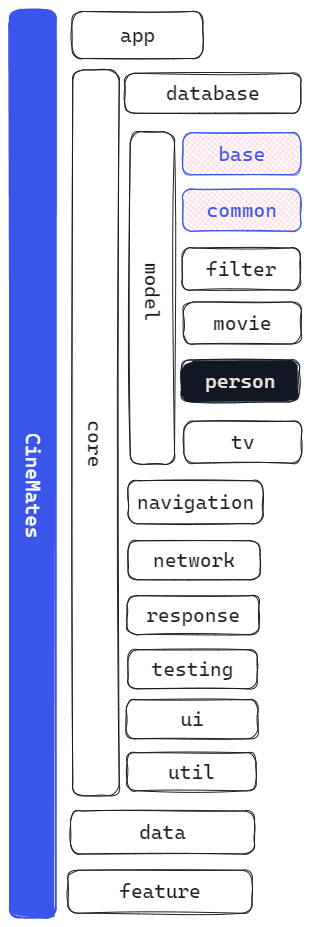 CineMates
app
core
database
model
base
common
filter
movie
person
tv
navigation
network
response
testing
ui
util
data
feature